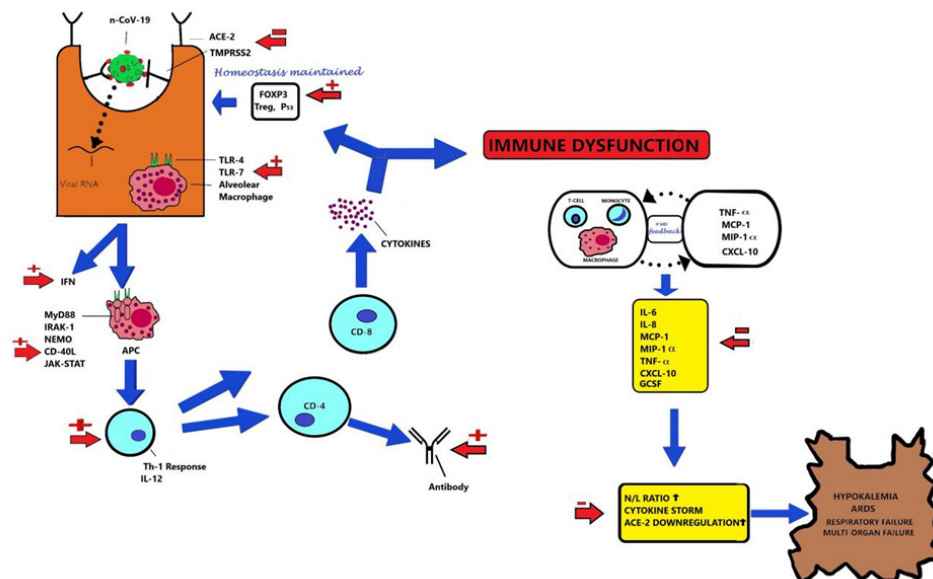 n-CoV-19
ACE-2
TMPRSS2
Homeostasis maintained
FOXP3
Treg, P53
+
Viral RNA
TLR-4
TLR-7
Alveolear
Macrophage
+
IMMUNE DYSFUNCTION
CYTOKINES
+
IFN
MyD88
IRAK-1
NEMO
CD-40L
JAK-STAT
+
APC
CD-8
CD-4
+
Th-1 Response
IL-12
Antibody
+
T-CELL
MONOCYTE
MACROPHAGE
+ve
feedback
TNF-α
MCP-1
MIP-1α
CXCL-10
IL-6
IL-8
MCP-1
MIP-1α
TNF-α
CXCL-10
GCSF
N/L RATIO ↑
CYTOKINE STORM
ACE-2 DOWNREGULATION ↑
HYPOKALEMIA
ARDS
RESPIRATORY FAILURE
MULTI ORGAN FAILURE